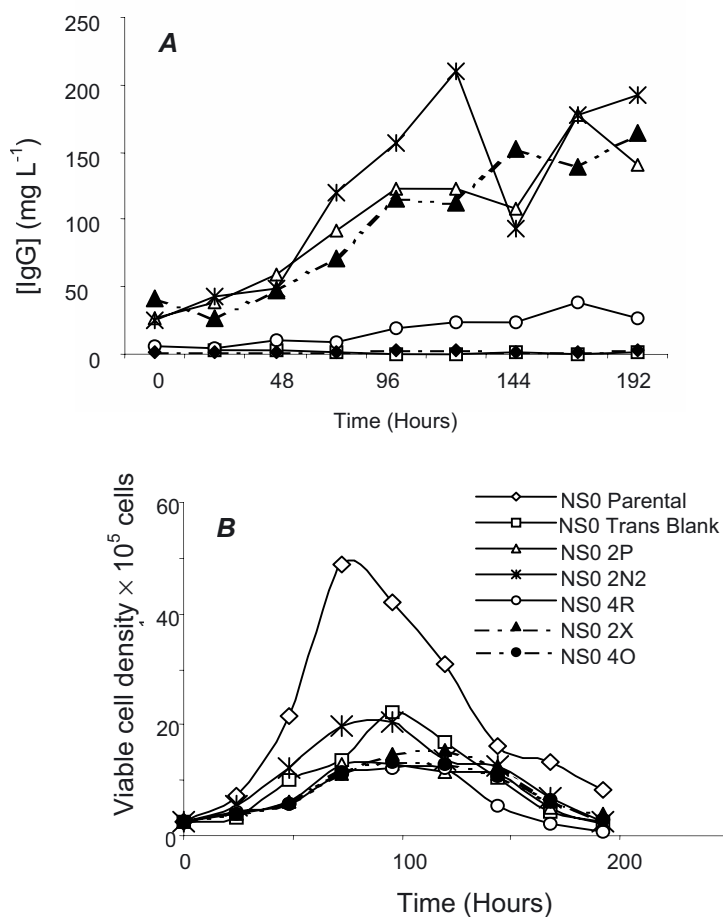 A
250
200
150
100
50
0
[IgG] (mg L⁻¹)
0 48 96 144 192
Time (Hours)
B
60
40
20
0
Viable cell density × 10⁵ cells
0 100 200
Time (Hours)
NS0 Parental
NS0 Trans Blank
NS0 2P
NS0 2N2
NS0 4R
NS0 2X
NS0 4O